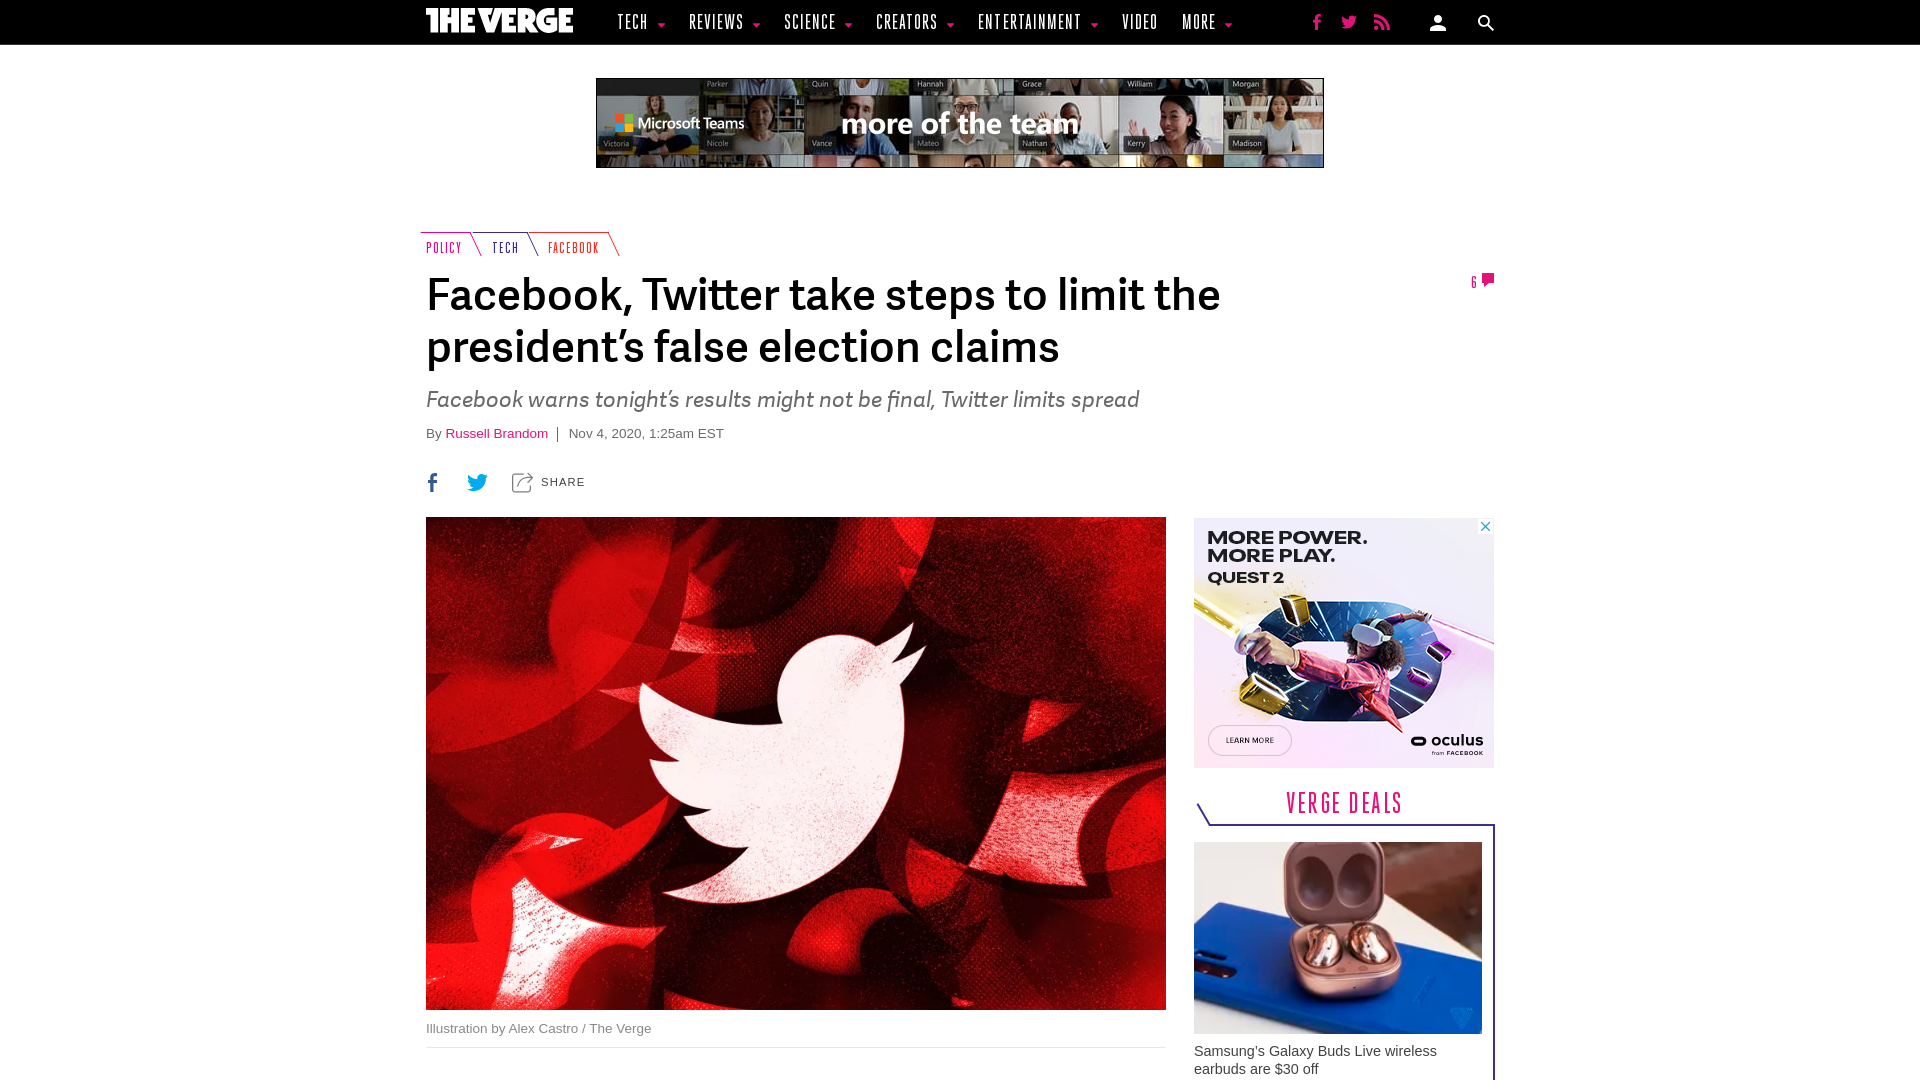 THE VERGE
TECH REVIEWS SCIENCE CREATORS ENTERTAINMENT VIDEO MORE
Parker Quin Hannah Grace William Morgan
Microsoft Teams
more of the team
Victoria Nicole Vance Mateo Nathan Kerry Madison
POLICY TECH FACEBOOK
Facebook, Twitter take steps to limit the
president’s false election claims
6
Facebook warns tonight’s results might not be final, Twitter limits spread
By Russell Brandom | Nov 4, 2020, 1:25am EST
SHARE
MORE POWER.
MORE PLAY.
QUEST 2
LEARN MORE
oculus
from FACEBOOK
VERGE DEALS
Samsung’s Galaxy Buds Live wireless
earbuds are $30 off
Illustration by Alex Castro / The Verge